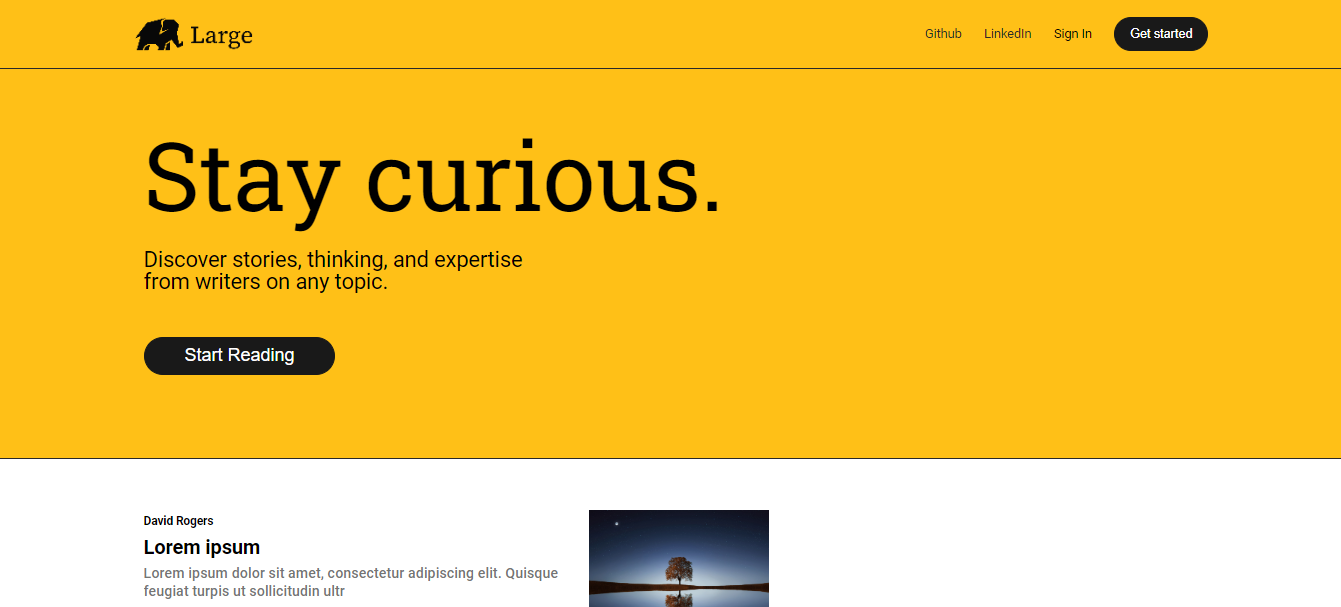 Large
Github
LinkedIn
Sign In
Get started
Stay curious.
Discover stories, thinking, and expertise
from writers on any topic.
Start Reading
David Rogers
Lorem ipsum
Lorem ipsum dolor sit amet, consectetur adipiscing elit. Quisque
feugiat turpis ut sollicitudin ultr